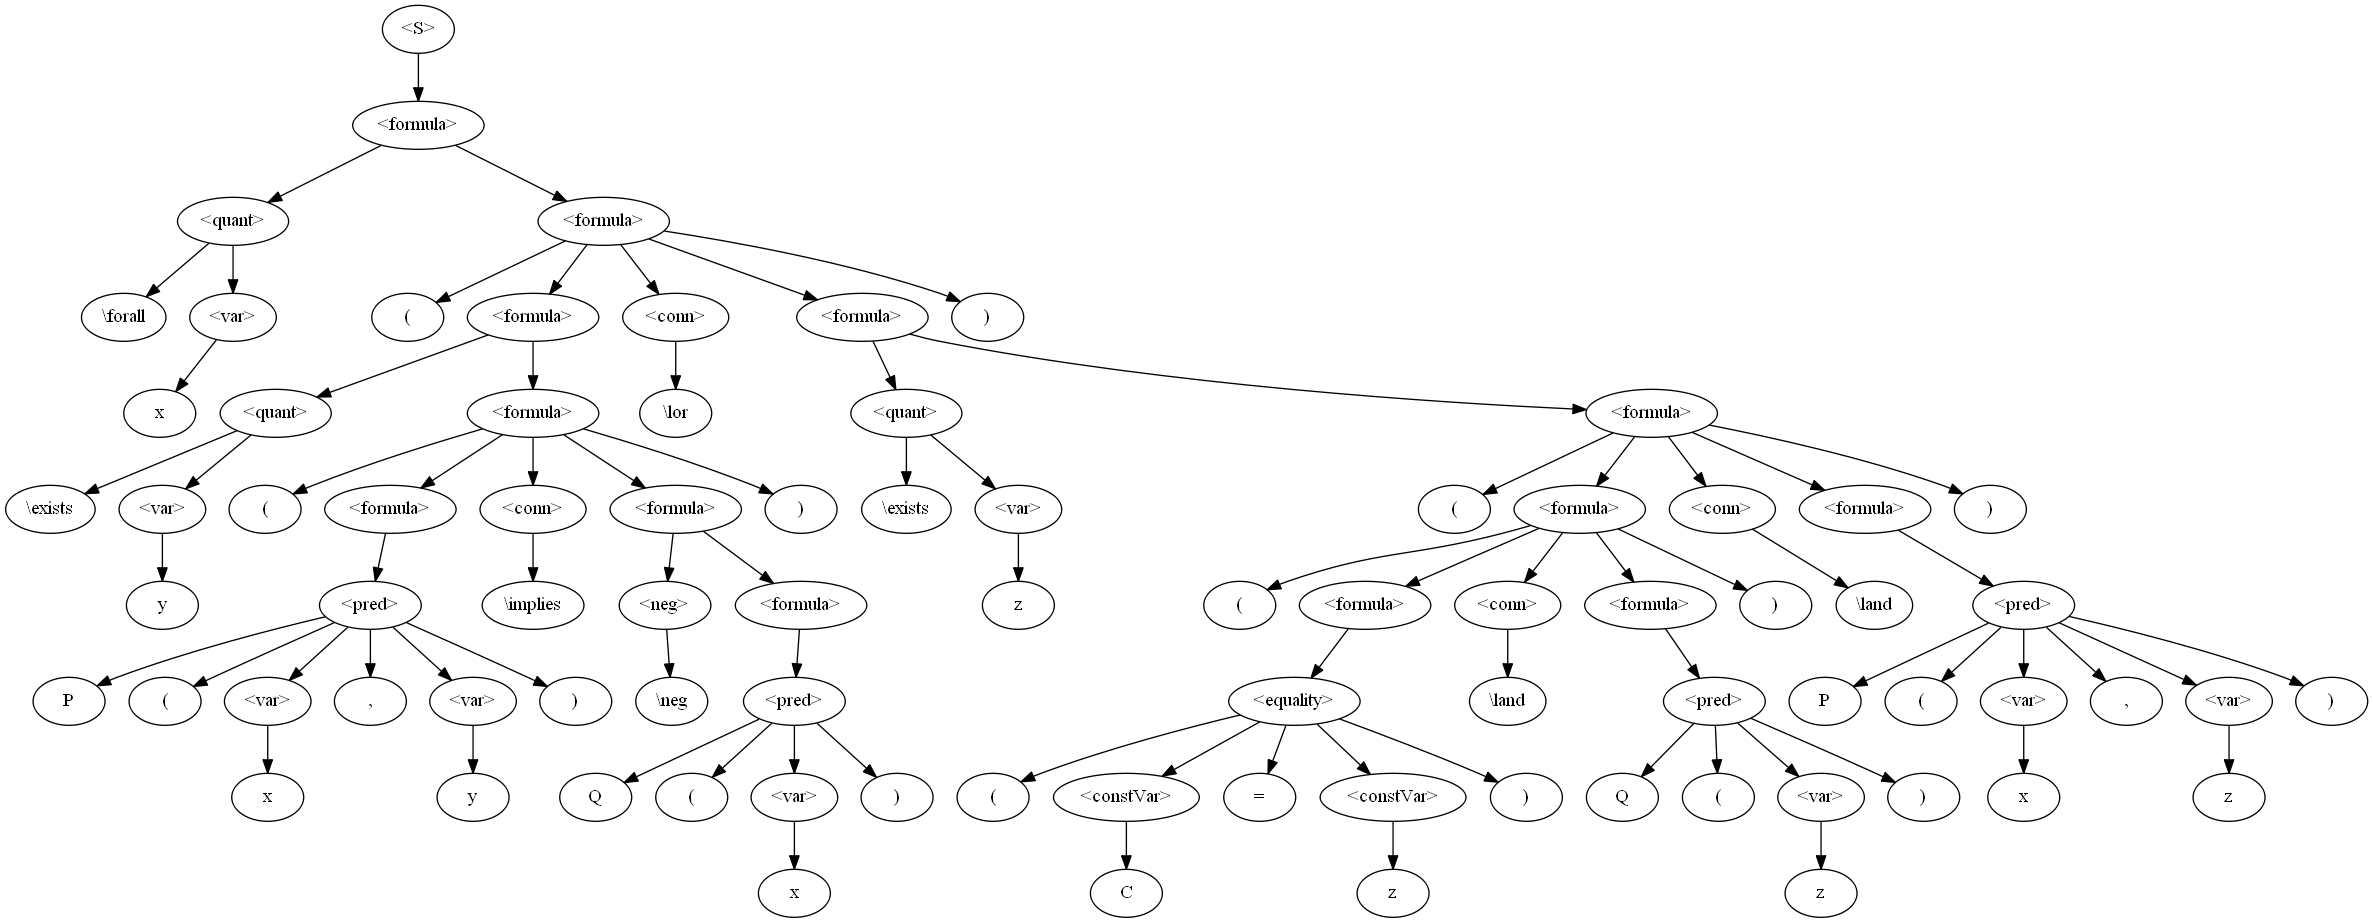 <S>
<formula>
<quant> <formula>
\forall <var> ( <formula> <conn> <formula> )
x <quant> <formula> \lor <quant> <formula>
\exists <var> ( <formula> <conn> <formula> ) \exists <var> ( <formula> <conn> <formula> )
y <pred> \implies <neg> <formula> z ( <formula> <conn> <formula> ) \land <pred>
P ( <var> , <var> ) \neg <pred> <equality> \land <pred> P ( <var> , <var> )
x y Q ( <var> ) ( <constVar> = <constVar> ) Q ( <var> ) x z
x C z z